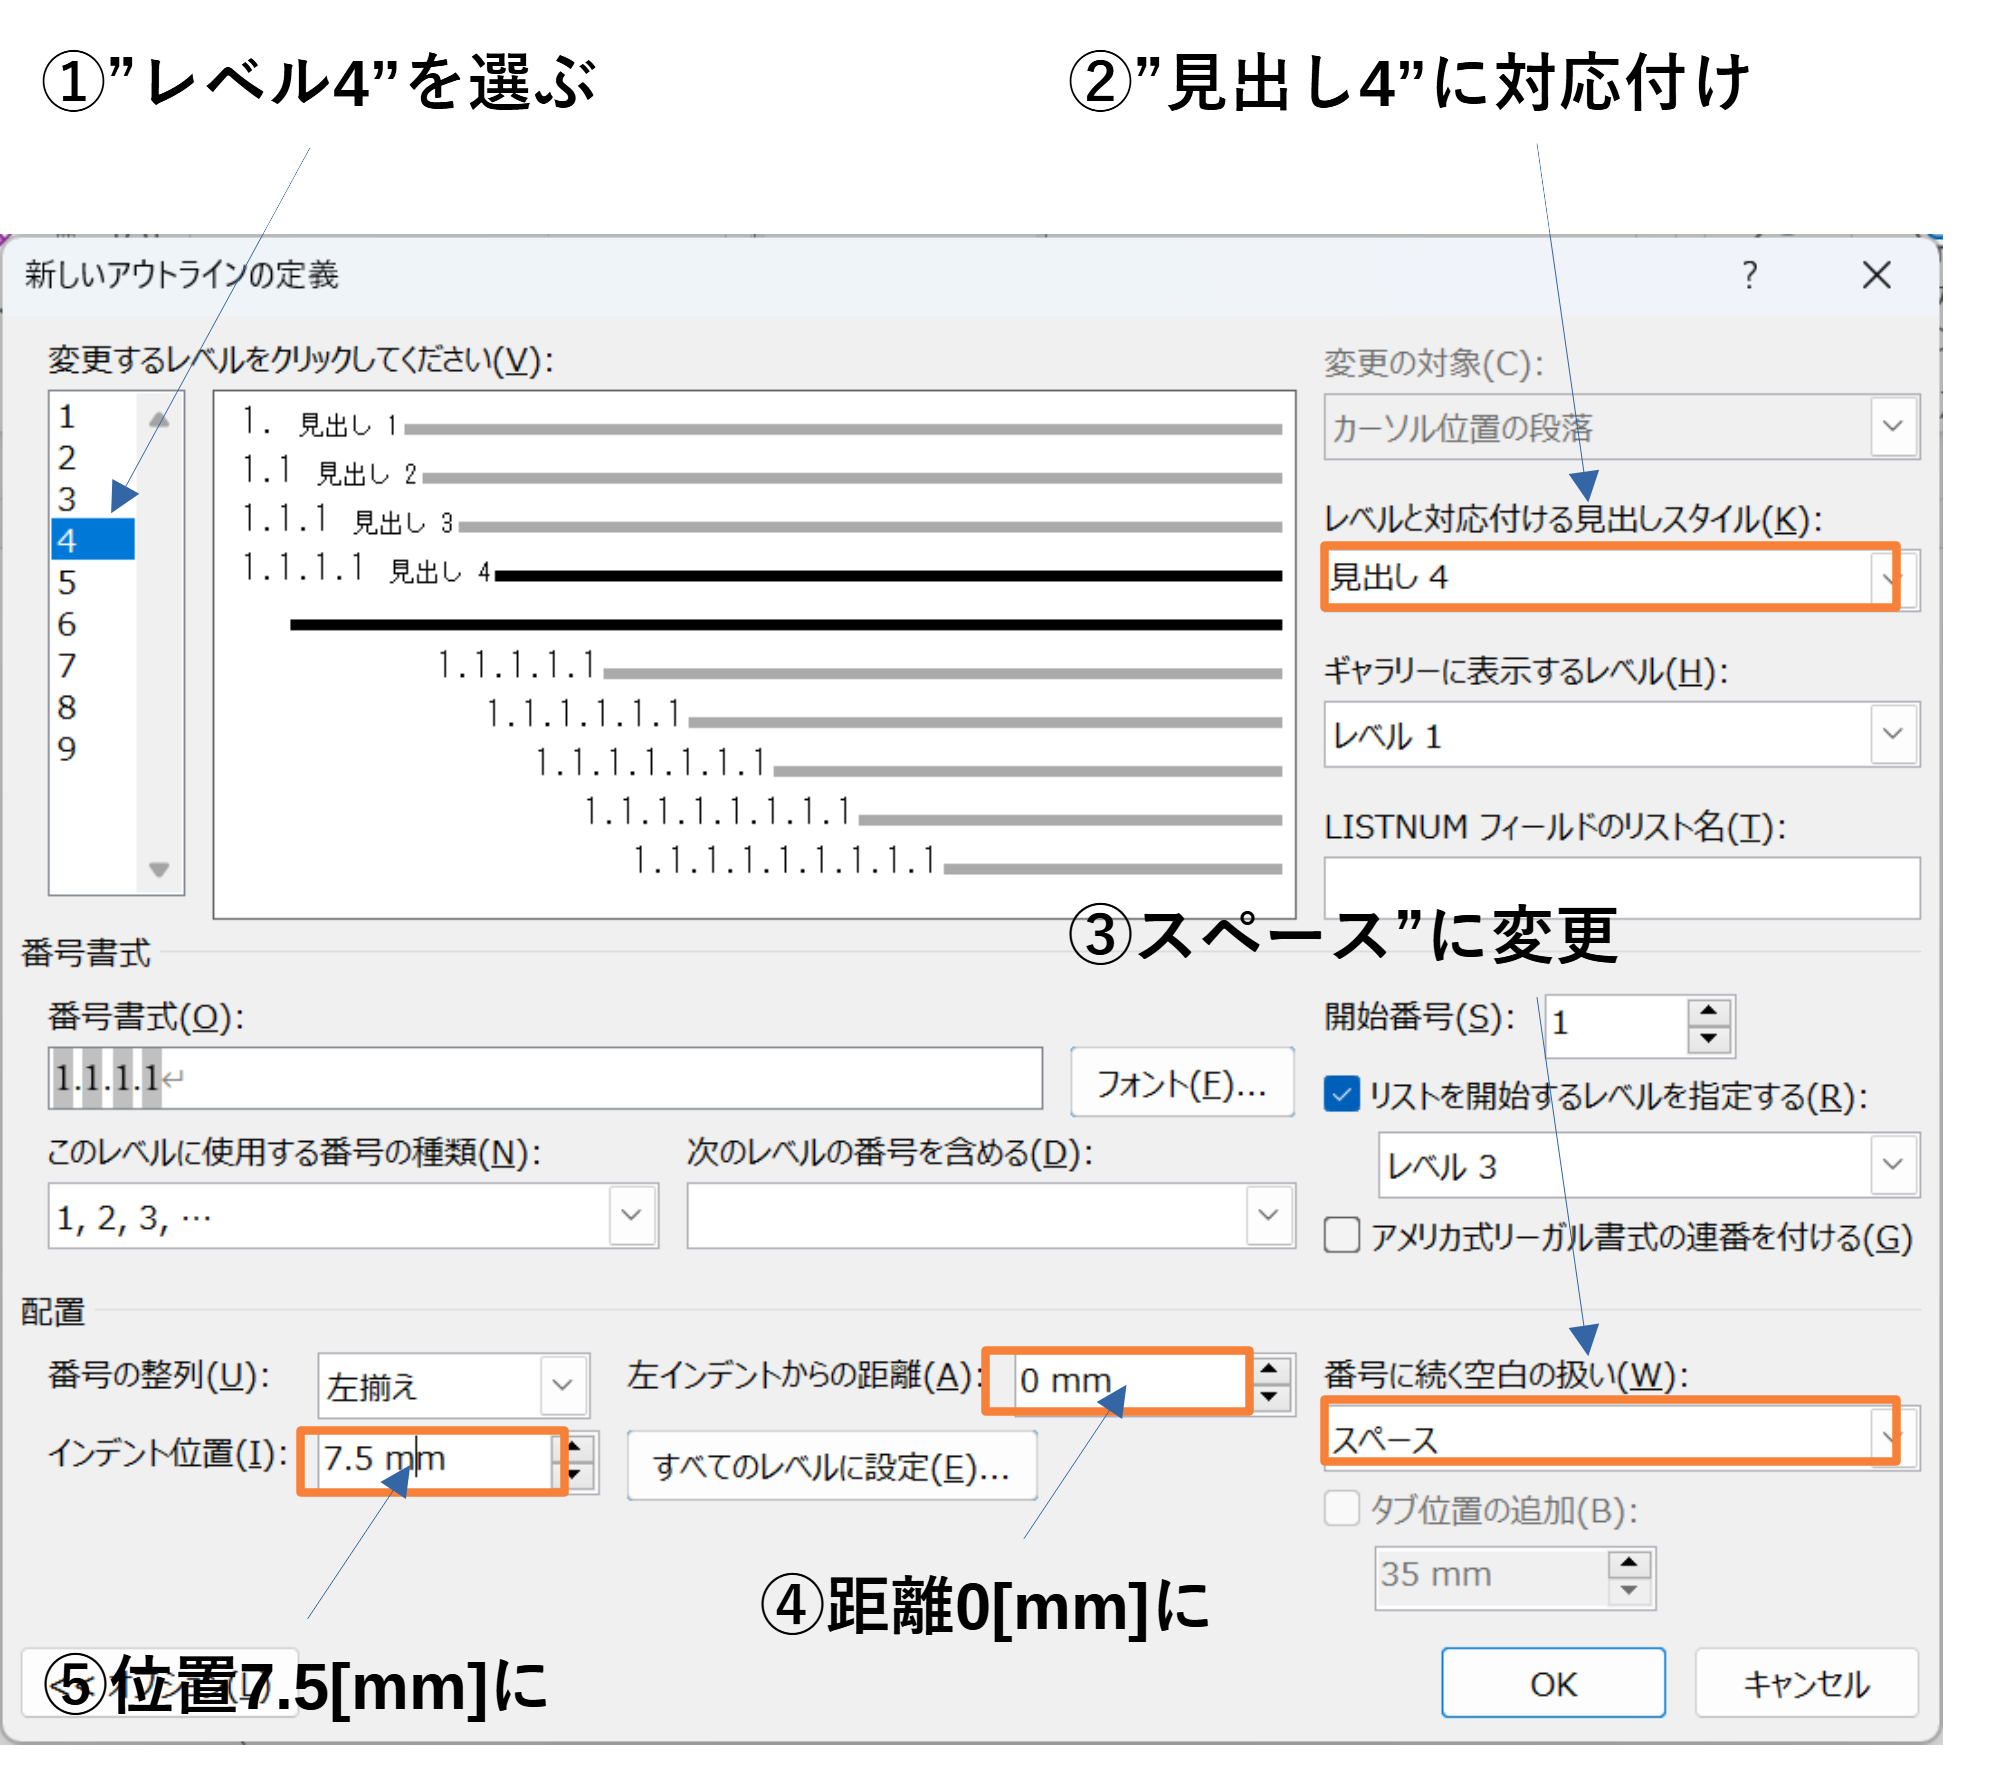 ①”レベル4”を選ぶ
②”見出し4”に対応付け
新しいアウトラインの定義
?
変更するレベルをクリックしてください(V):
変更の対象(C):
1
2
3
4
5
6
7
8
9
1. 見出し 1
1.1 見出し 2
1.1.1 見出し 3
1.1.1.1 見出し 4
1.1.1.1.1
1.1.1.1.1.1
1.1.1.1.1.1.1
1.1.1.1.1.1.1.1
1.1.1.1.1.1.1.1.1
カーソル位置の段落
レベルと対応付ける見出しスタイル(K):
見出し 4
ギャラリーに表示するレベル(H):
レベル 1
LISTNUM フィールドのリスト名(T):
③スペース”に変更
番号書式
番号書式(O):
1.1.1.1↵
フォント(F)...
開始番号(S): 1
リストを開始するレベルを指定する(R):
レベル 3
このレベルに使用する番号の種類(N):
1, 2, 3, …
次のレベルの番号を含める(D):
アメリカ式リーガル書式の連番を付ける(G)
配置
番号の整列(U): 左揃え
左インデントからの距離(A): 0 mm
番号に続く空白の扱い(W):
スペース
インデント位置(I): 7.5 mm
すべてのレベルに設定(E)...
タブ位置の追加(B):
35 mm
④距離0[mm]に
⑤位置7.5[mm]に
OK
キャンセル